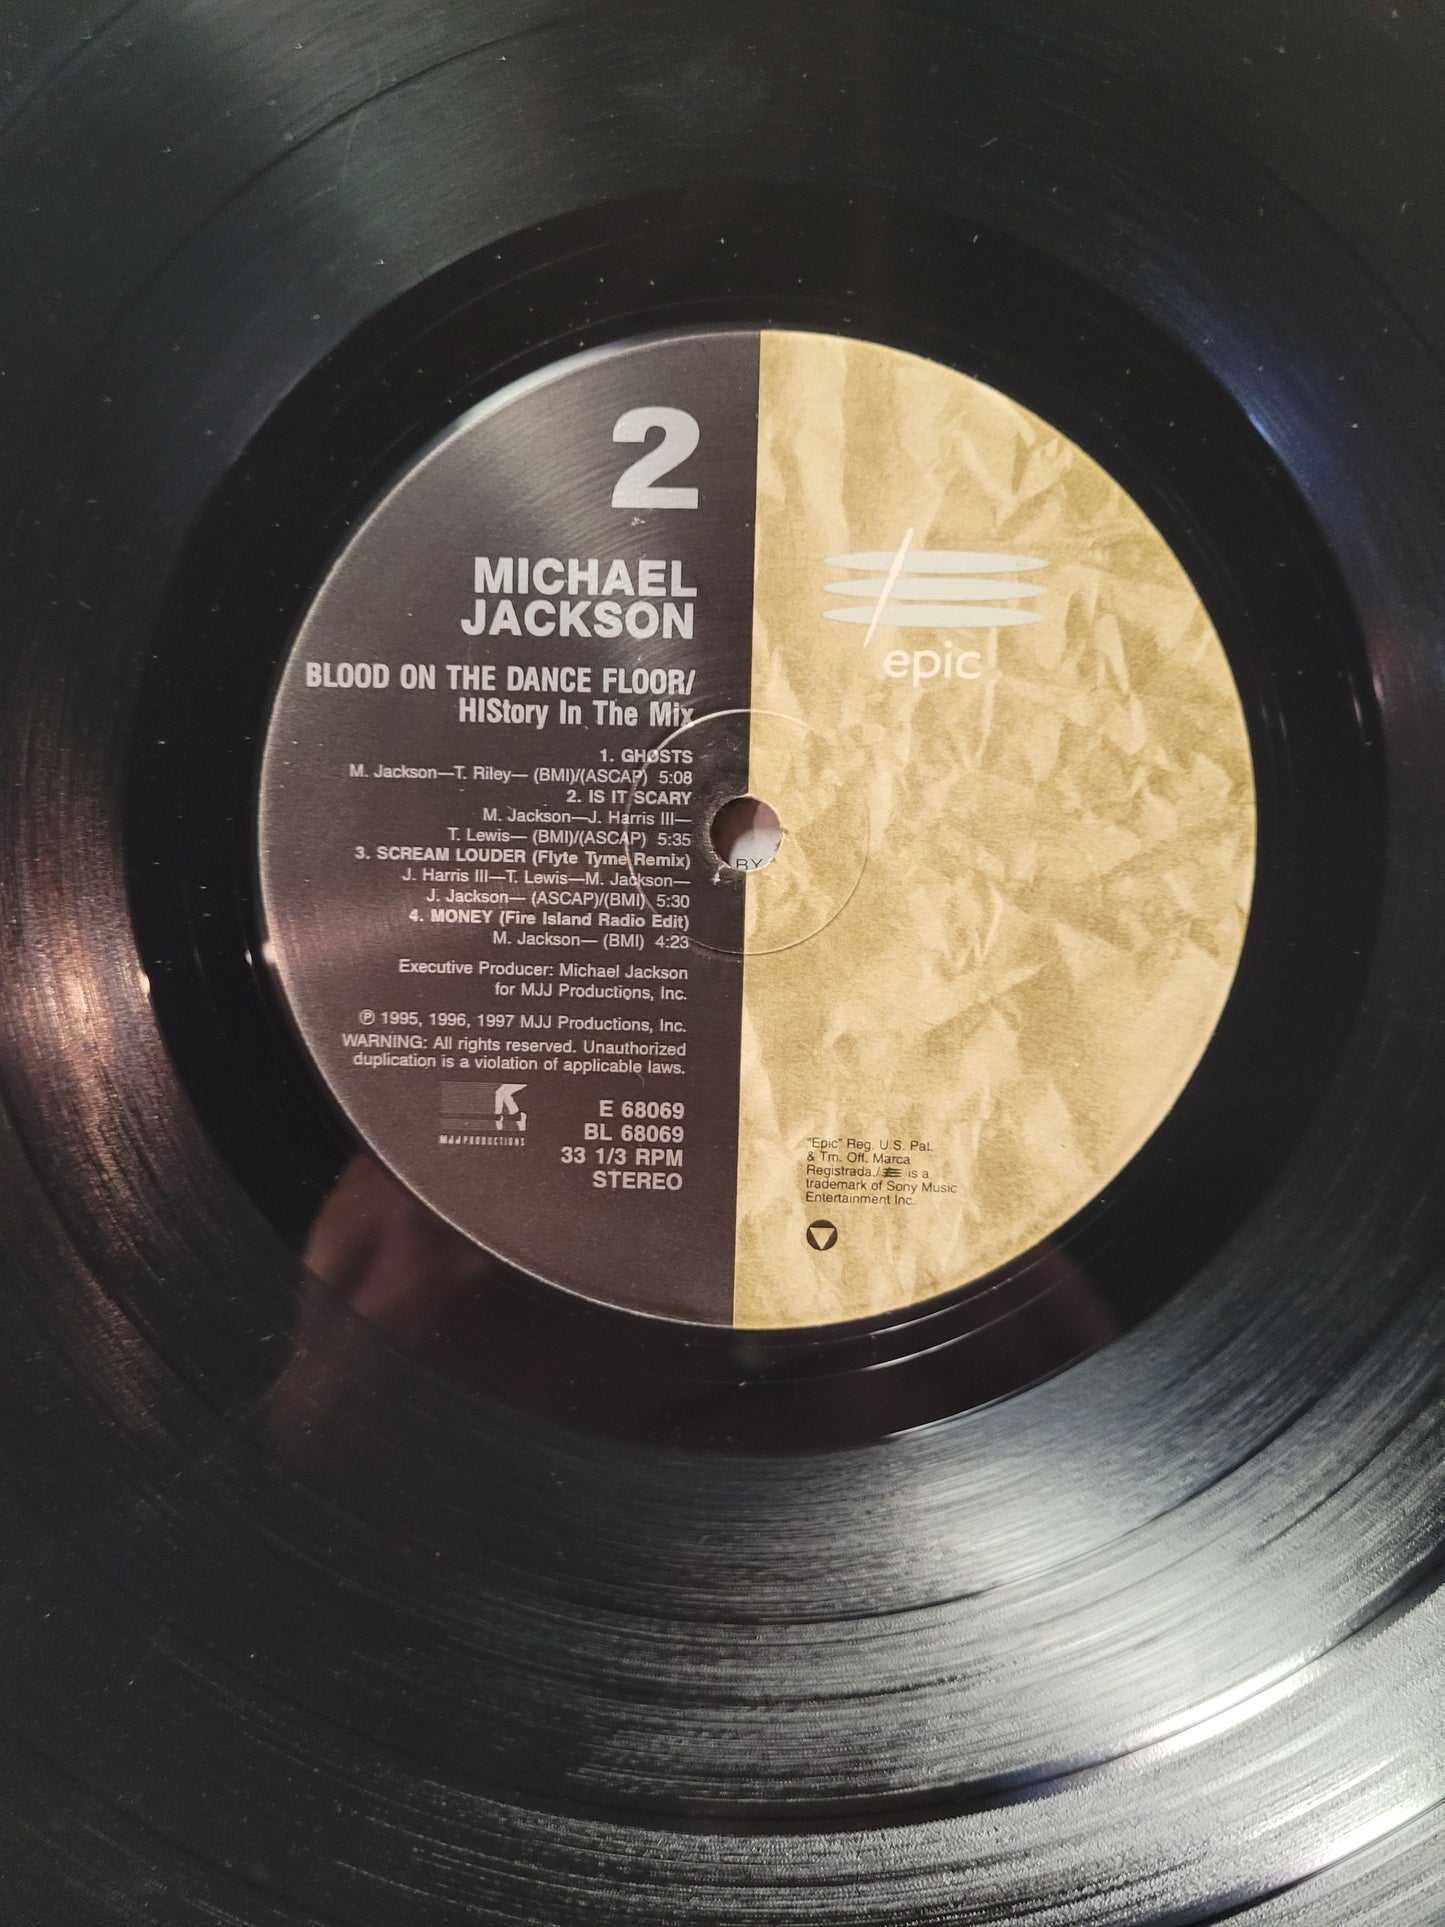 2
MICHAEL
JACKSON
BLOOD ON THE DANCE FLOOR/
HIStory In The Mix
1. GHOSTS
M. Jackson—T. Riley— (BMI)/(ASCAP) 5:08
2. IS IT SCARY
M. Jackson—J. Harris III—
T. Lewis— (BMI)/(ASCAP) 5:35
3. SCREAM LOUDER (Flyte Tyme Remix)
J. Harris III—T. Lewis—M. Jackson—
J. Jackson— (ASCAP)/(BMI) 5:30
4. MONEY (Fire Island Radio Edit)
M. Jackson— (BMI) 4:23
Executive Producer: Michael Jackson
for MJJ Productions, Inc.
℗ 1995, 1996, 1997 MJJ Productions, Inc.
WARNING: All rights reserved. Unauthorized
duplication is a violation of applicable laws.
MJJ PRODUCTIONS
E 68069
BL 68069
33 1/3 RPM
STEREO
epic
BY
"Epic" Reg. U.S. Pat.
& Tm. Off. Marca
Registrada./ is a
trademark of Sony Music
Entertainment Inc.